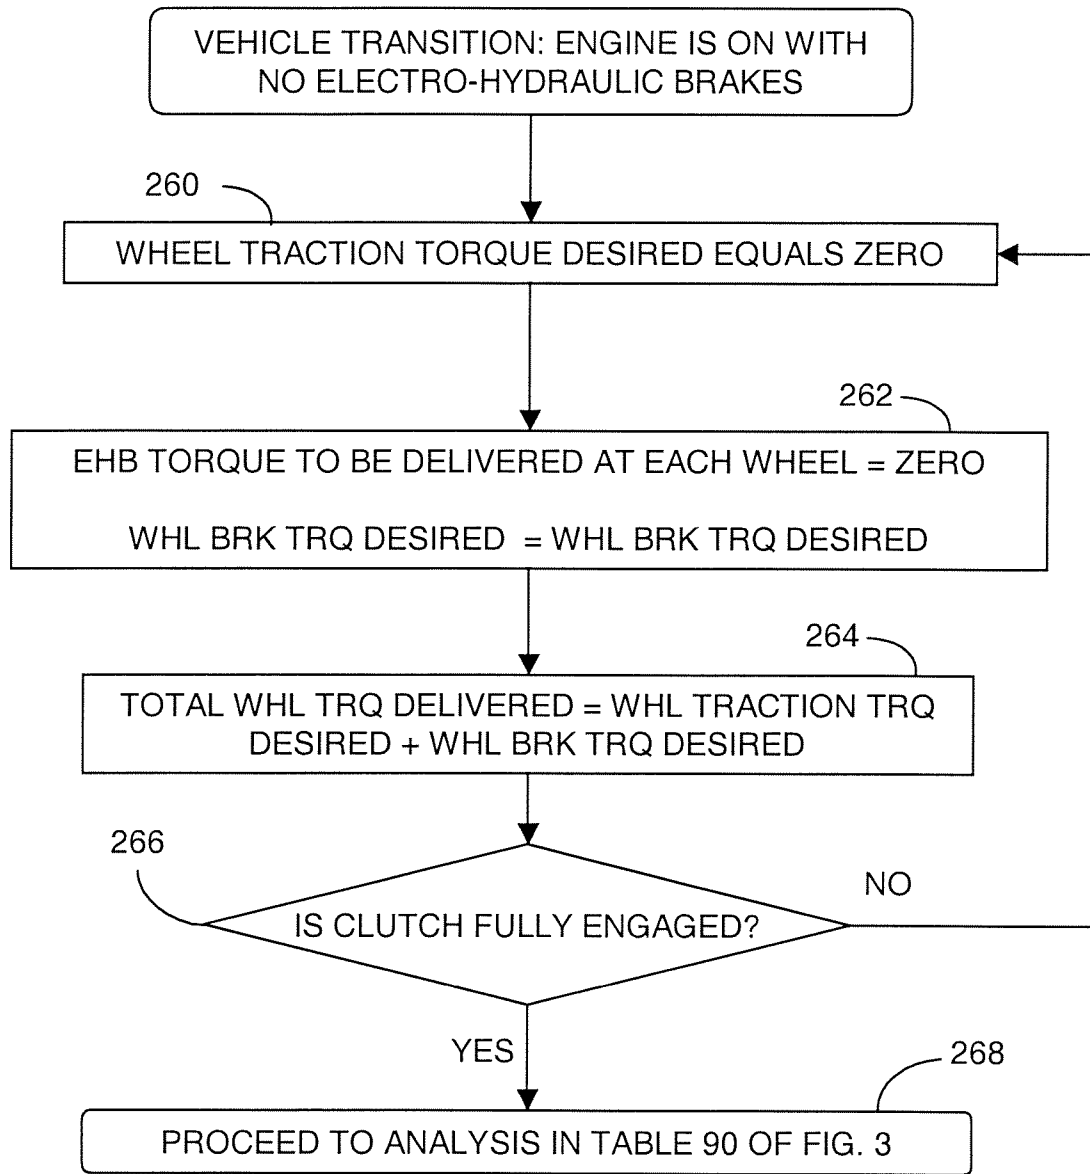 VEHICLE TRANSITION: ENGINE IS ON WITH
NO ELECTRO-HYDRAULIC BRAKES
260
WHEEL TRACTION TORQUE DESIRED EQUALS ZERO
262
EHB TORQUE TO BE DELIVERED AT EACH WHEEL = ZERO
WHL BRK TRQ DESIRED = WHL BRK TRQ DESIRED
264
TOTAL WHL TRQ DELIVERED = WHL TRACTION TRQ
DESIRED + WHL BRK TRQ DESIRED
266
NO
IS CLUTCH FULLY ENGAGED?
YES
268
PROCEED TO ANALYSIS IN TABLE 90 OF FIG. 3